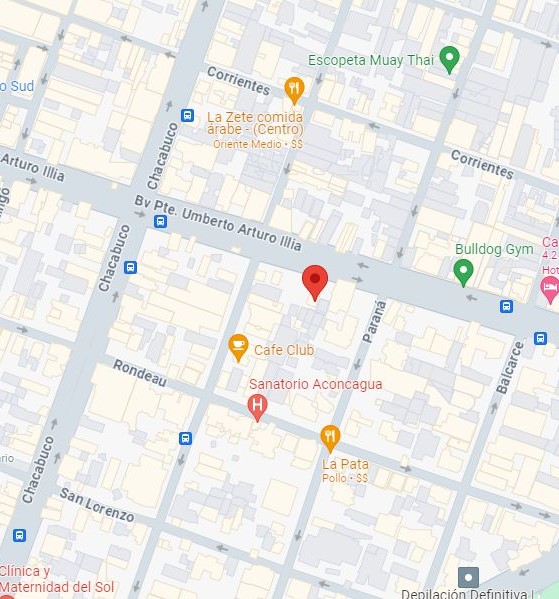 Escopeta Muay Thai
Corrientes
o Sud
La Zete comida
árabe - (Centro)
Oriente Medio • $$
Chacabuco
Corrientes
Arturo Illia
Bv Pte. Umberto Arturo Illia
Chacabuco
Bulldog Gym
Ca
4.2
Hot
Paraná
Cafe Club
Balcarce
Rondeau
Sanatorio Aconcagua
H
La Pata
Pollo • $$
Chacabuco
ario
San Lorenzo
Clínica y
Maternidad del Sol
Depilación Definitiva